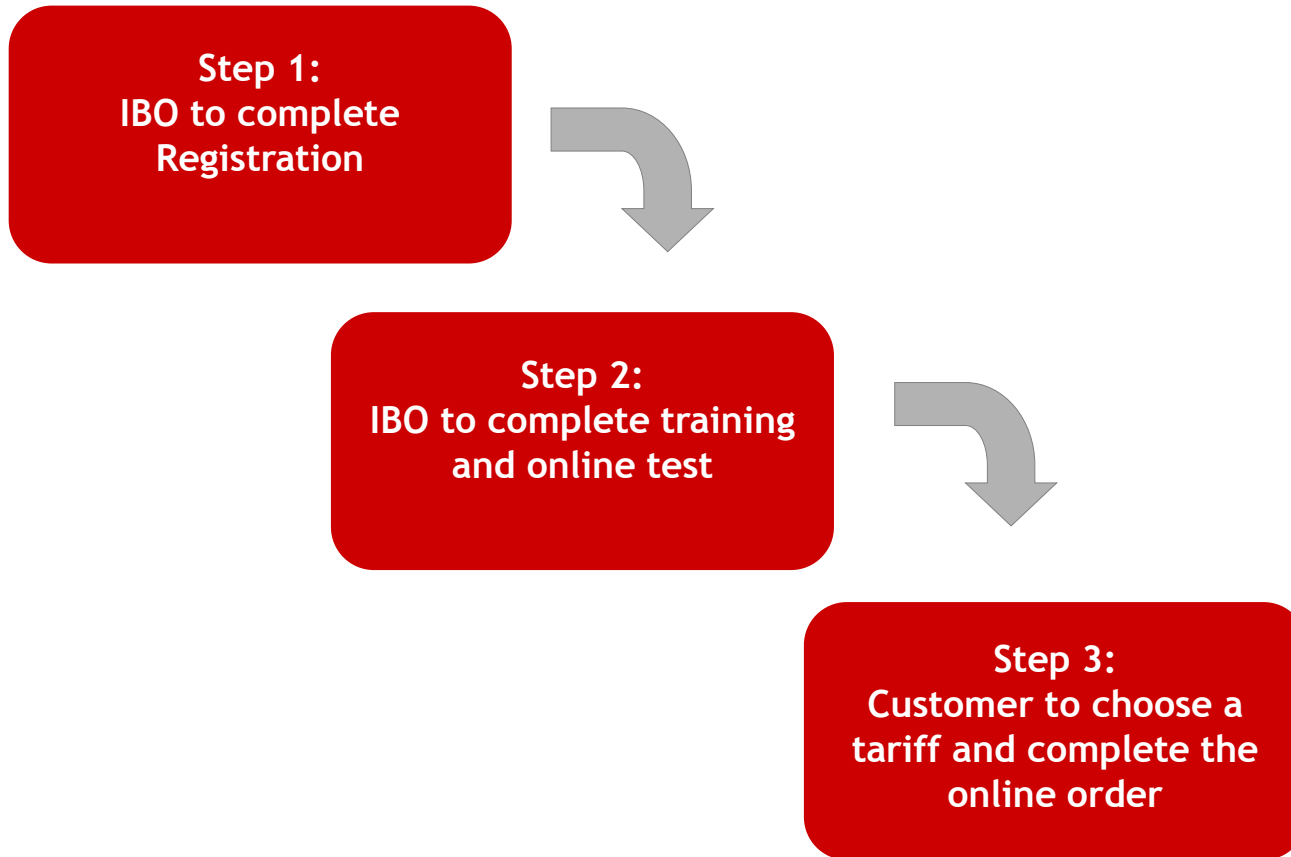 Step 1:
IBO to complete
Registration
Step 2:
IBO to complete training
and online test
Step 3:
Customer to choose a
tariff and complete the
online order